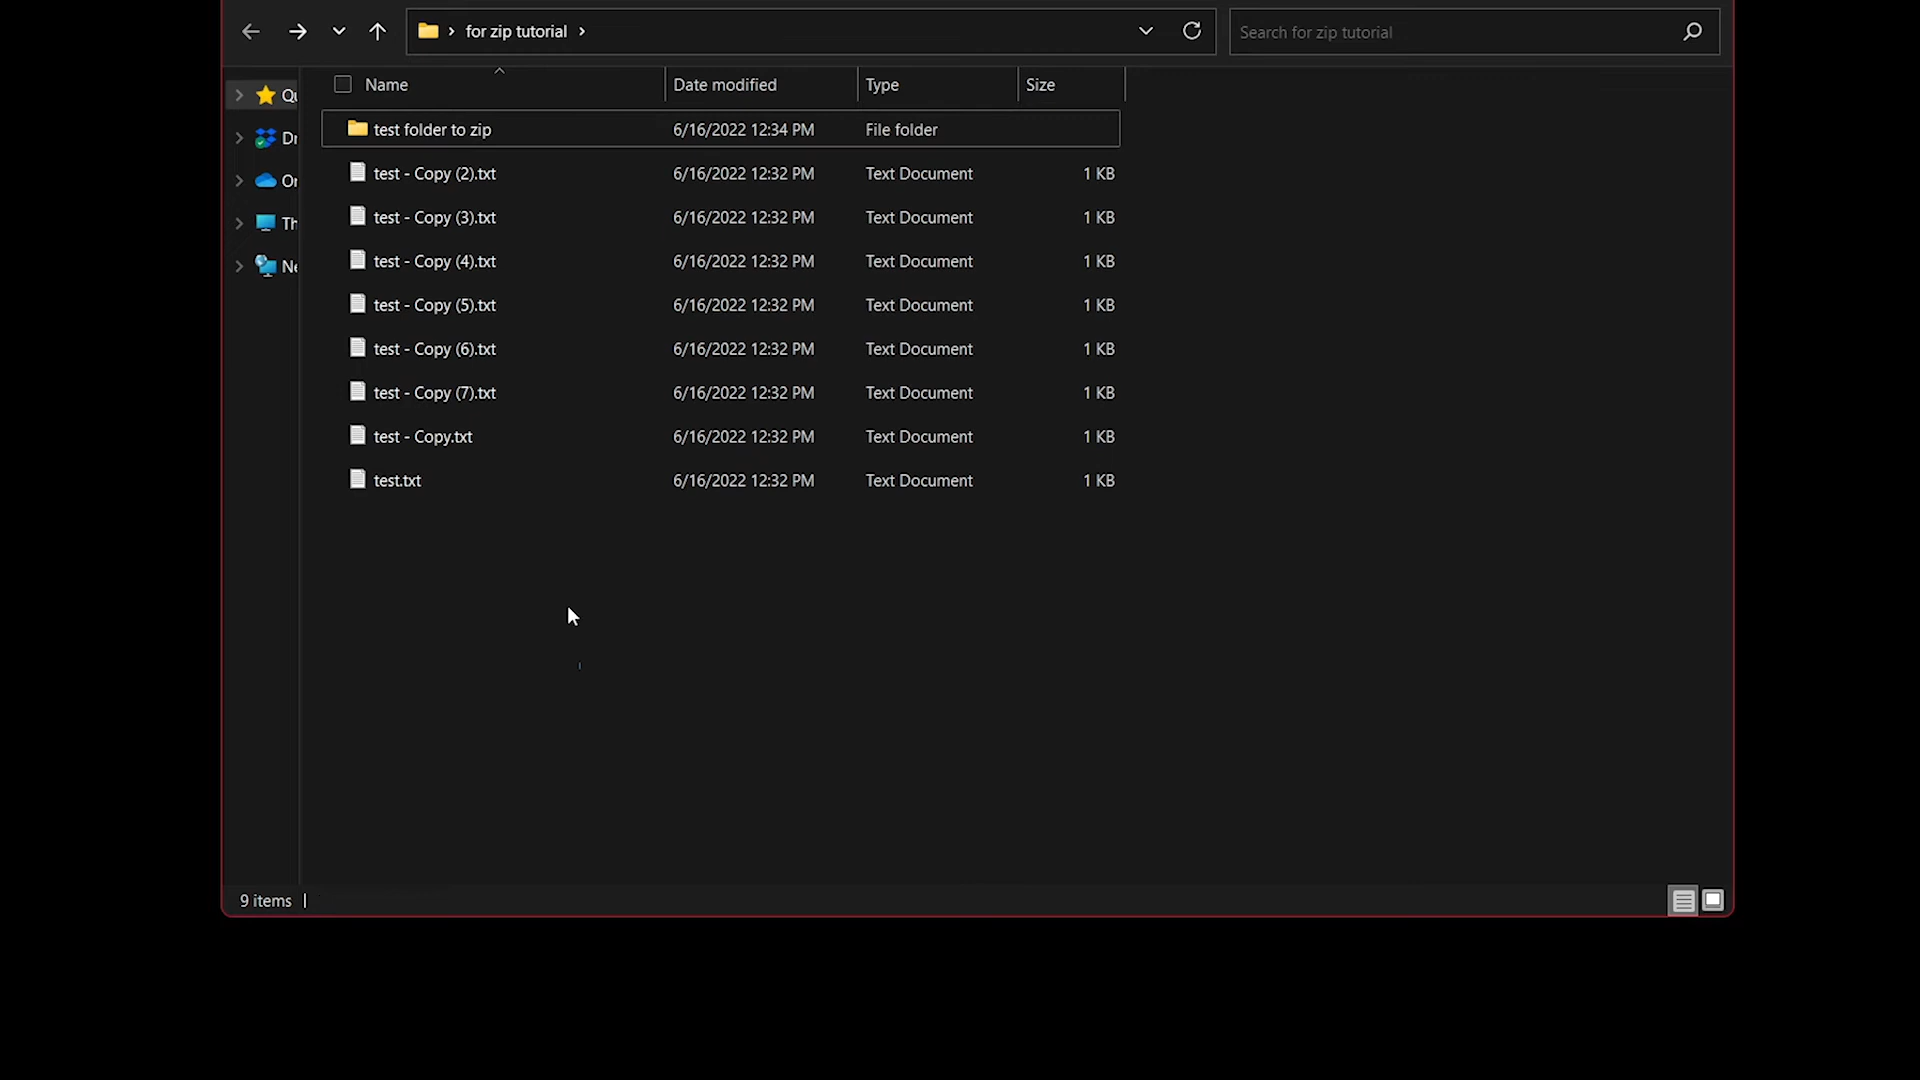 for zip tutorial
Search for zip tutorial
Name Date modified Type Size
Qu
Dr
Or
Th
Ne
test folder to zip 6/16/2022 12:34 PM File folder
test - Copy (2).txt 6/16/2022 12:32 PM Text Document 1 KB
test - Copy (3).txt 6/16/2022 12:32 PM Text Document 1 KB
test - Copy (4).txt 6/16/2022 12:32 PM Text Document 1 KB
test - Copy (5).txt 6/16/2022 12:32 PM Text Document 1 KB
test - Copy (6).txt 6/16/2022 12:32 PM Text Document 1 KB
test - Copy (7).txt 6/16/2022 12:32 PM Text Document 1 KB
test - Copy.txt 6/16/2022 12:32 PM Text Document 1 KB
test.txt 6/16/2022 12:32 PM Text Document 1 KB
9 items